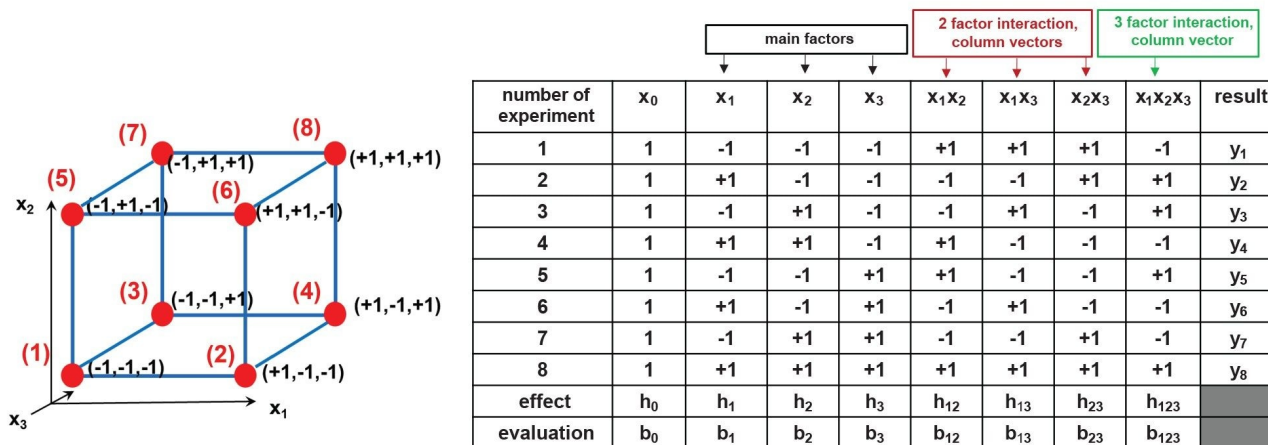 main factors
2 factor interaction,
column vectors
3 factor interaction,
column vector
(7)
(8)
(-1,+1,+1)
(+1,+1,+1)
(5)
(6)
x₂
(-1,+1,-1)
(+1,+1,-1)
(3)
(4)
(-1,-1,+1)
(+1,-1,+1)
(1)
(2)
(-1,-1,-1)
(+1,-1,-1)
x₃
x₁
number of experiment x₀ x₁ x₂ x₃ x₁x₂ x₁x₃ x₂x₃ x₁x₂x₃ result
1 1 -1 -1 -1 +1 +1 +1 -1 y₁
2 1 +1 -1 -1 -1 -1 +1 +1 y₂
3 1 -1 +1 -1 -1 +1 -1 +1 y₃
4 1 +1 +1 -1 +1 -1 -1 -1 y₄
5 1 -1 -1 +1 +1 -1 -1 +1 y₅
6 1 +1 -1 +1 -1 +1 -1 -1 y₆
7 1 -1 +1 +1 -1 -1 +1 -1 y₇
8 1 +1 +1 +1 +1 +1 +1 +1 y₈
effect h₀ h₁ h₂ h₃ h₁₂ h₁₃ h₂₃ h₁₂₃
evaluation b₀ b₁ b₂ b₃ b₁₂ b₁₃ b₂₃ b₁₂₃